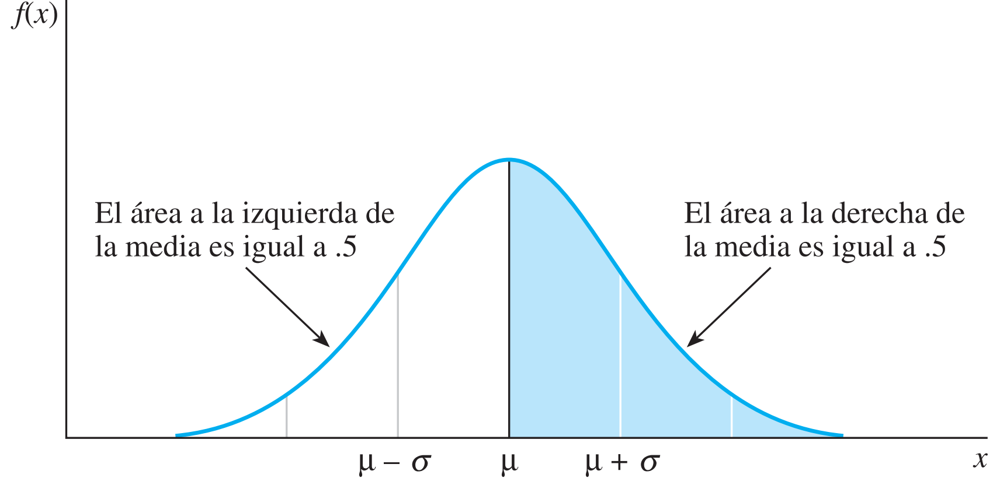 f(x)
El área a la izquierda de
la media es igual a .5
El área a la derecha de
la media es igual a .5
μ − σ
μ
μ + σ
x